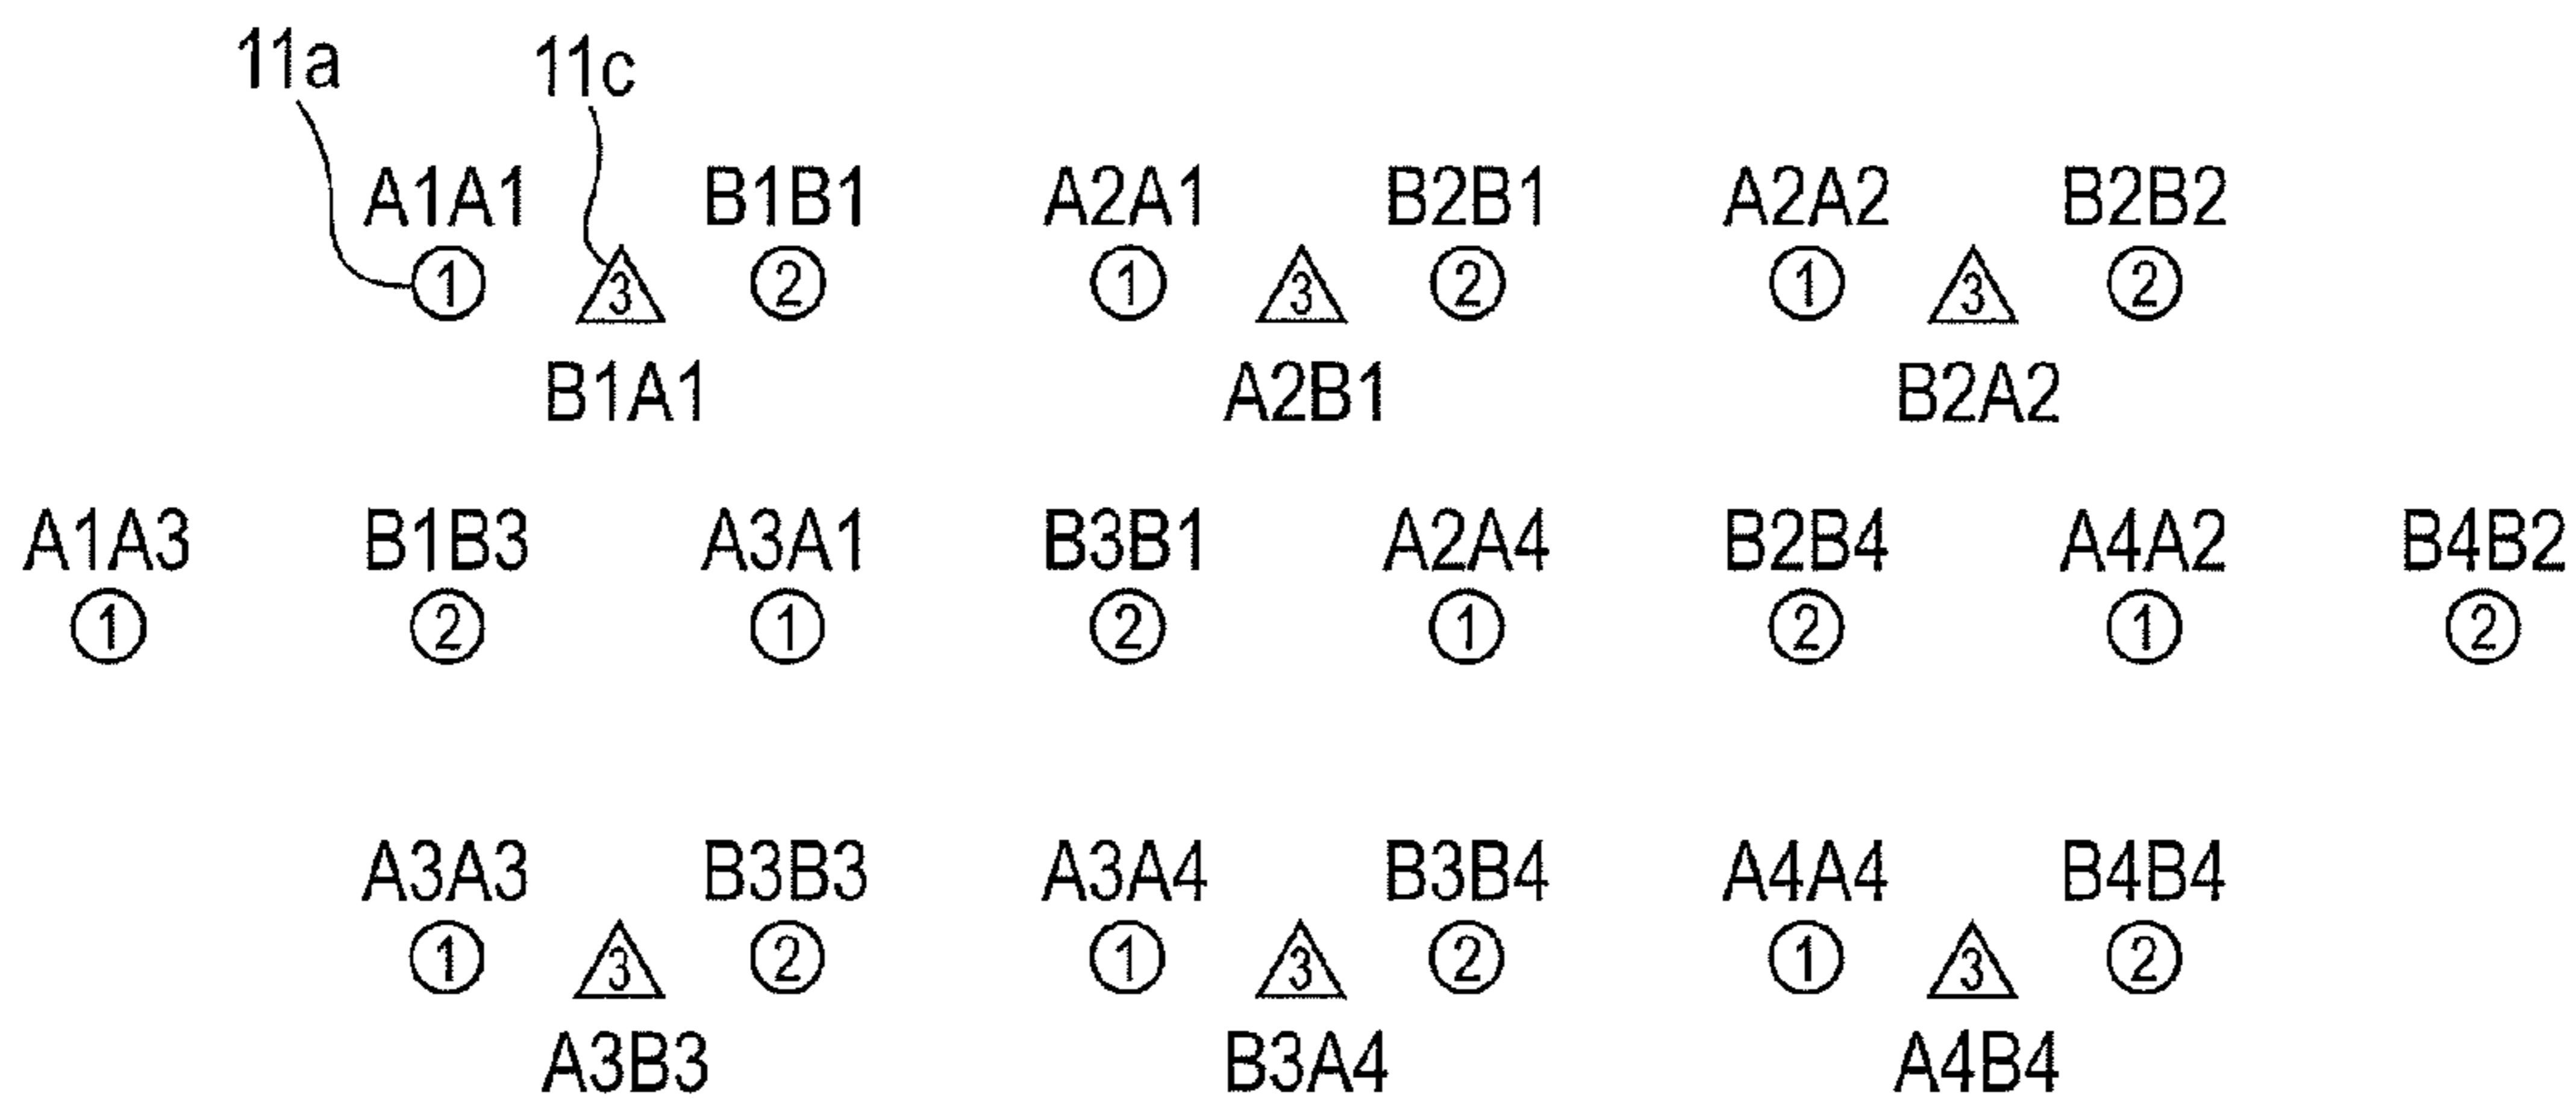 11a 11c
A1A1 B1B1 A2A1 B2B1 A2A2 B2B2
1 3 2 1 3 2 1 3 2
B1A1 A2B1 B2A2
A1A3 B1B3 A3A1 B3B1 A2A4 B2B4 A4A2 B4B2
1 2 1 2 1 2 1 2
A3A3 B3B3 A3A4 B3B4 A4A4 B4B4
1 3 2 1 3 2 1 3 2
A3B3 B3A4 A4B4